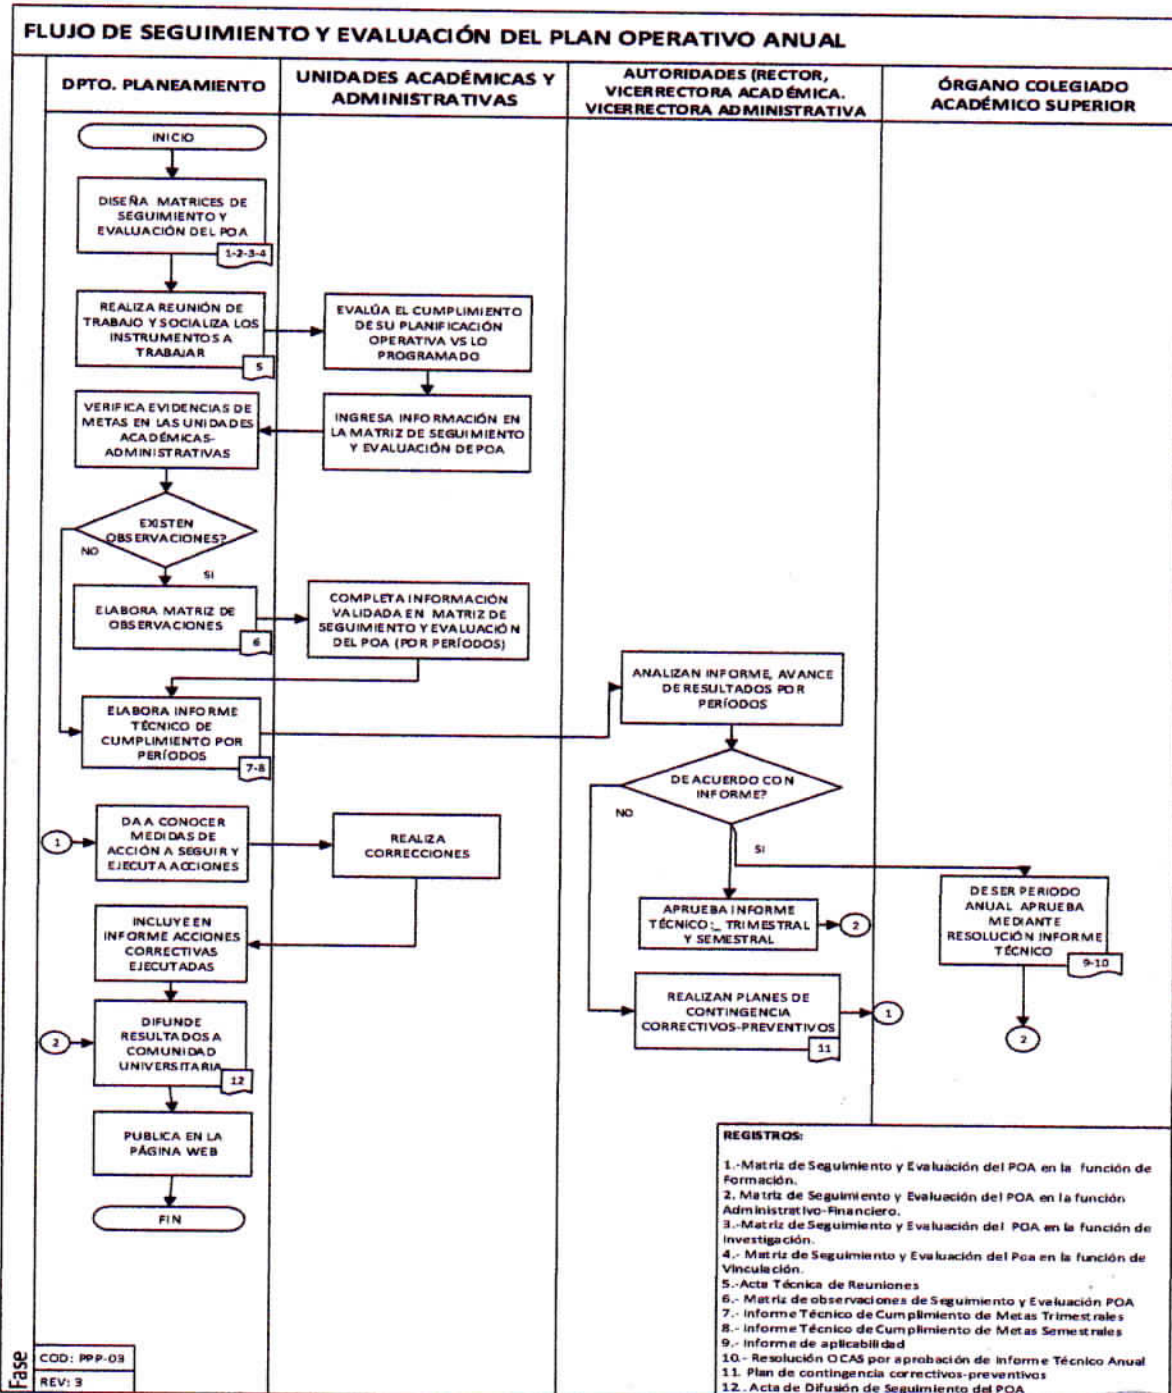 FLUJO DE SEGUIMIENTO Y EVALUACIÓN DEL PLAN OPERATIVO ANUAL
DPTO. PLANEAMIENTO
UNIDADES ACADÉMICAS Y
ADMINISTRATIVAS
AUTORIDADES (RECTOR,
VICERRECTORA ACADÉMICA.
VICERRECTORA ADMINISTRATIVA
ÓRGANO COLEGIADO
ACADÉMICO SUPERIOR
INICIO
DISEÑA MATRICES DE
SEGUIMIENTO Y
EVALUACIÓN DEL POA
1-2-3-4
REALIZA REUNIÓN DE
TRABAJO Y SOCIALIZA LOS
INSTRUMENTOS A
TRABAJAR
5
EVALÚA EL CUMPLIMIENTO
DE SU PLANIFICACIÓN
OPERATIVA VS LO
PROGRAMADO
VERIFICA EVIDENCIAS DE
METAS EN LAS UNIDADES
ACADÉMICAS-
ADMINISTRATIVAS
INGRESA INFORMACIÓN EN
LA MATRIZ DE SEGUIMIENTO
Y EVALUACIÓN DE POA
EXISTEN
OBSERVACIONES?
NO
SI
ELABORA MATRIZ DE
OBSERVACIONES
6
COMPLETA INFORMACIÓN
VALIDADA EN MATRIZ DE
SEGUIMIENTO Y EVALUACIÓN
DEL POA (POR PERÍODOS)
ELABORA INFORME
TÉCNICO DE
CUMPLIMIENTO POR
PERÍODOS
7-8
ANALIZAN INFORME, AVANCE
DE RESULTADOS POR
PERÍODOS
DE ACUERDO CON
INFORME?
NO
SI
1
DA A CONOCER
MEDIDAS DE
ACCIÓN A SEGUIR Y
EJECUTA ACCIONES
REALIZA
CORRECCIONES
APRUEBA INFORME
TÉCNICO:_ TRIMESTRAL
Y SEMESTRAL
2
DE SER PERIODO
ANUAL APRUEBA
MEDIANTE
RESOLUCIÓN INFORME
TÉCNICO
9-10
INCLUYE EN
INFORME ACCIONES
CORRECTIVAS
EJECUTADAS
REALIZAN PLANES DE
CONTINGENCIA
CORRECTIVOS-PREVENTIVOS
11
1
2
2
DIFUNDE
RESULTADOS A
COMUNIDAD
UNIVERSITARIA
12
PUBLICA EN LA
PÁGINA WEB
FIN
REGISTROS:
1.-Matriz de Seguimiento y Evaluación del POA en la función de
Formación.
2. Matriz de Seguimiento y Evaluación del POA en la función
Administrativo-Financiero.
3.-Matriz de Seguimiento y Evaluación del POA en la función de
Investigación.
4.- Matriz de Seguimiento y Evaluación del Poa en la función de
Vinculación.
5.-Acta Técnica de Reuniones
6.- Matriz de observaciones de Seguimiento y Evaluación POA
7.- Informe Técnico de Cumplimiento de Metas Trimestrales
8.- Informe Técnico de Cumplimiento de Metas Semestrales
9.- Informe de aplicabilidad
10.- Resolución OCAS por aprobación de Informe Técnico Anual
11. Plan de contingencia correctivos-preventivos
12. Acta de Difusión de Seguimiento del POA
Fase
COD: PPP-03
REV: 3